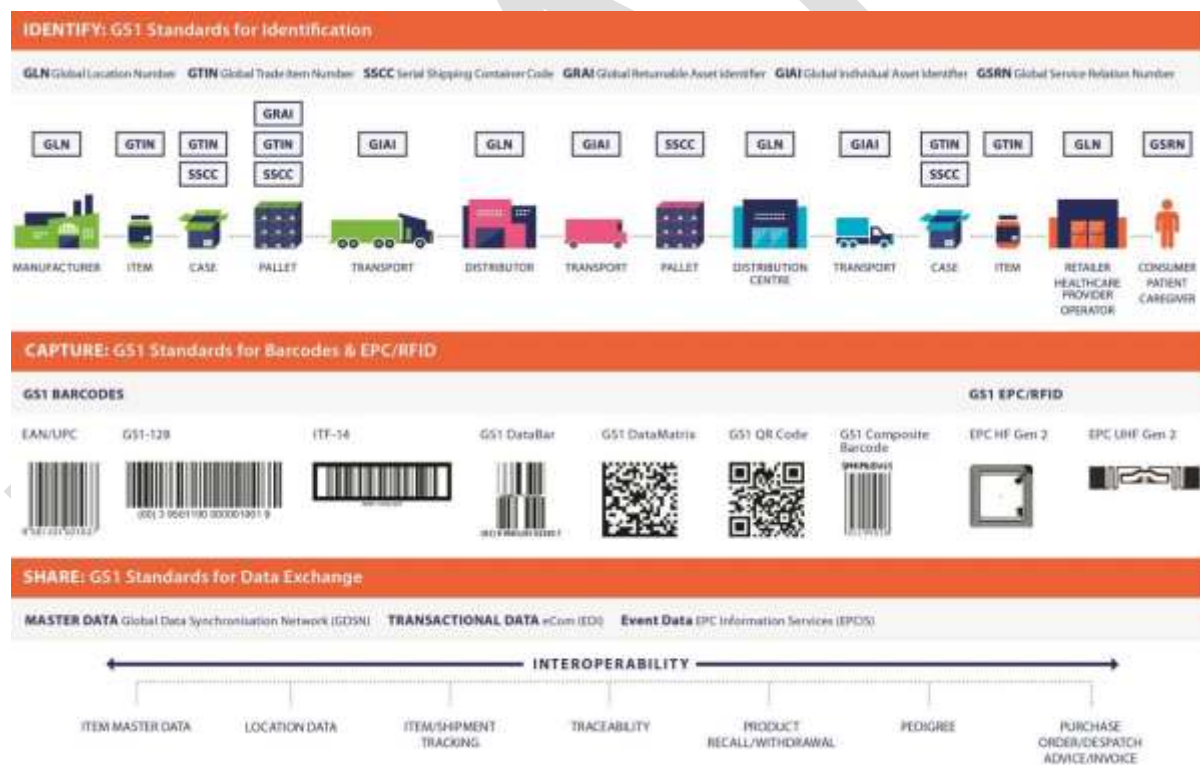 IDENTIFY: GS1 Standards for Identification
GLN Global Location Number GTIN Global Trade Item Number SSCC Serial Shipping Container Code GRAI Global Returnable Asset Identifier GIAI Global Individual Asset Identifier GSRN Global Service Relation Number
GRAI
GLN GTIN GTIN GTIN GIAI GLN GIAI SSCC GLN GIAI GTIN GTIN GLN GSRN
SSCC SSCC SSCC
MANUFACTURER ITEM CASE PALLET TRANSPORT DISTRIBUTOR TRANSPORT PALLET DISTRIBUTION TRANSPORT CASE ITEM RETAILER CONSUMER
CENTRE HEALTHCARE PATIENT
PROVIDER CAREGIVER
OPERATOR
CAPTURE: GS1 Standards for Barcodes & EPC/RFID
GS1 BARCODES GS1 EPC/RFID
EAN/UPC GS1-128 ITF-14 GS1 DataBar GS1 DataMatrix GS1 QR Code GS1 Composite EPC HF Gen 2 EPC UHF Gen 2
Barcode
SHARE: GS1 Standards for Data Exchange
MASTER DATA Global Data Synchronisation Network (GDSN) TRANSACTIONAL DATA eCom (EDI) Event Data EPC Information Services (EPCIS)
INTEROPERABILITY
ITEM MASTER DATA LOCATION DATA ITEM/SHIPMENT TRACEABILITY PRODUCT PEDIGREE PURCHASE
TRACKING RECALL/WITHDRAWAL ORDER/DESPATCH
ADVICE/INVOICE